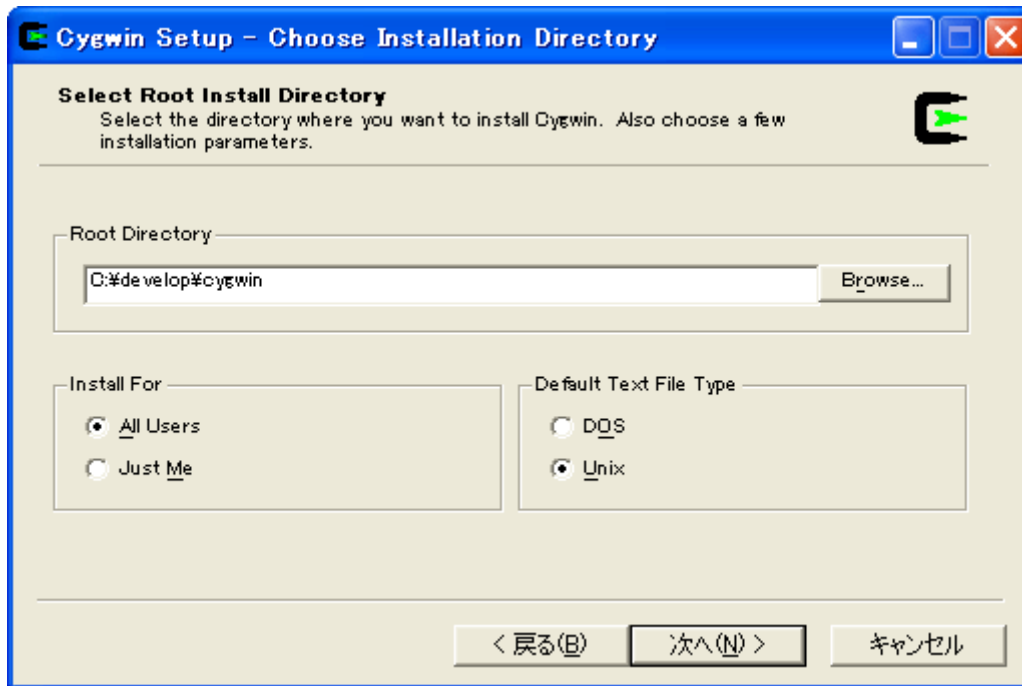 Cygwin Setup - Choose Installation Directory
Select Root Install Directory
Select the directory where you want to install Cygwin. Also choose a few
installation parameters.
Root Directory
C:¥develop¥cygwin
Browse...
Install For
All Users
Just Me
Default Text File Type
DOS
Unix
< 戻る(B)
次へ(N) >
キャンセル